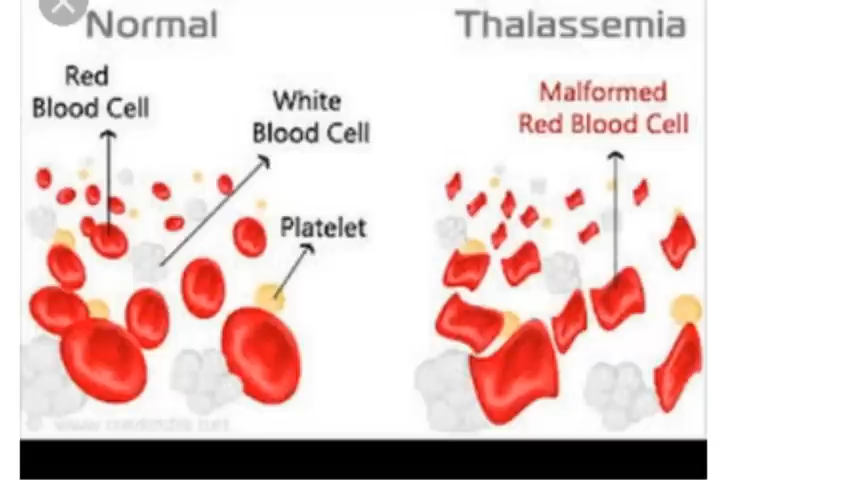 Normal
Thalassemia
Red
Blood Cell
White
Blood Cell
Platelet
Malformed
Red Blood Cell